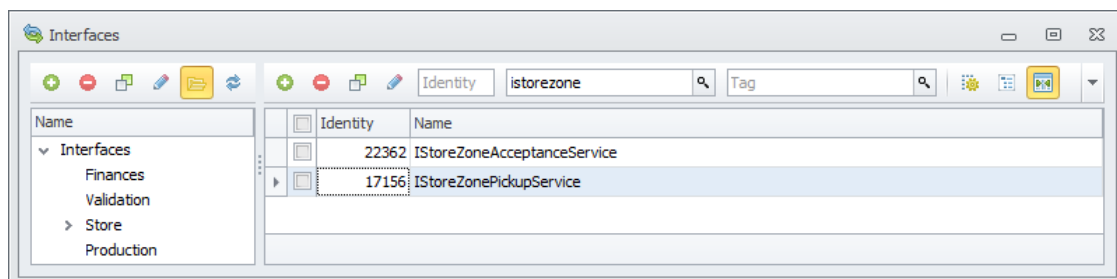 Interfaces
Identity istorezone Tag
Name
Interfaces
Finances
Validation
Store
Production
Identity Name
22362 IStoreZoneAcceptanceService
17156 IStoreZonePickupService